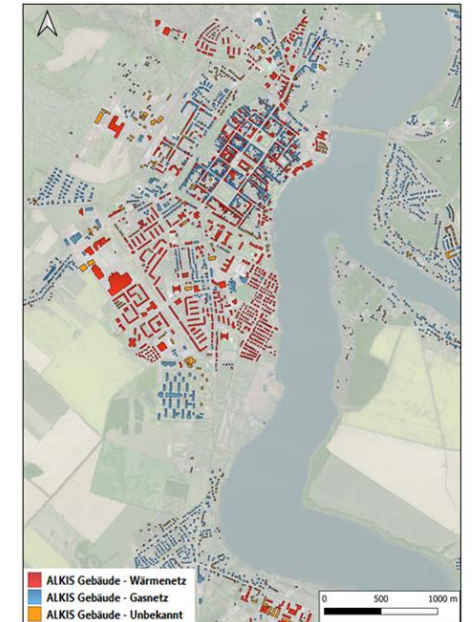 ALKIS Gebäude - Wärmenetz
ALKIS Gebäude - Gasnetz
ALKIS Gebäude - Unbekannt
0 500 1000 m